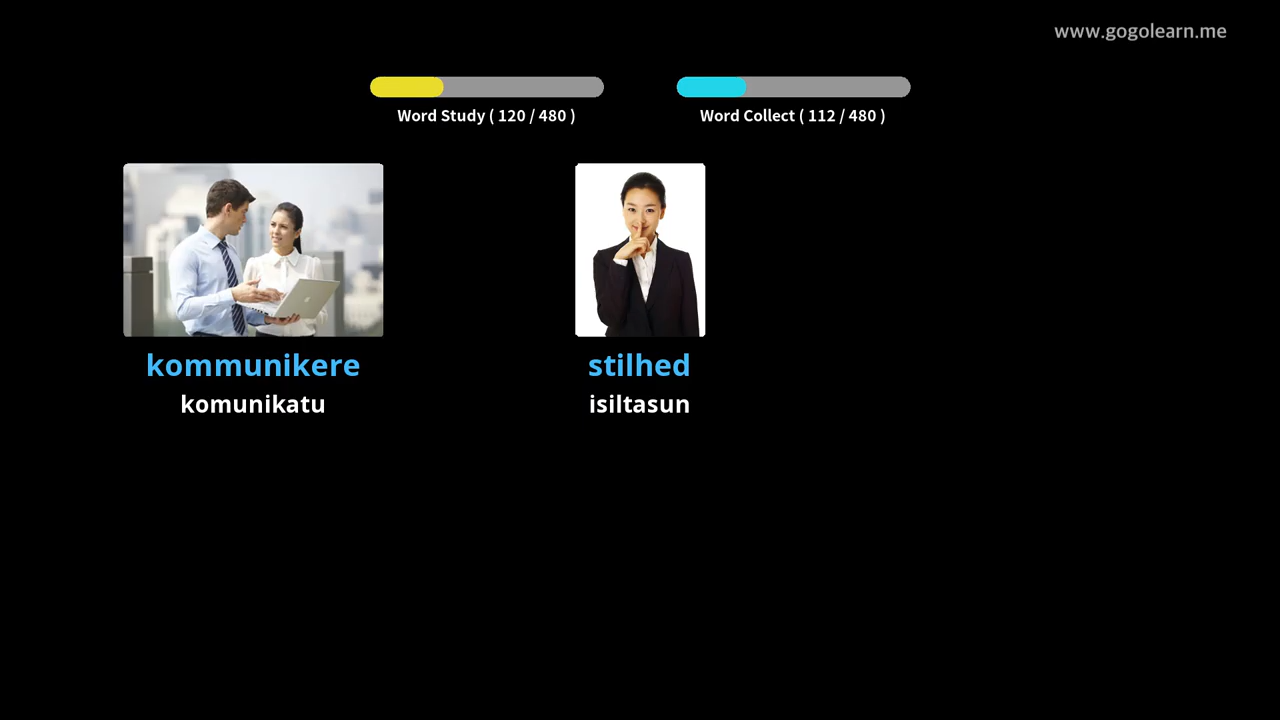 www.gogolearn.me
Word Study ( 120 / 480 )
Word Collect ( 112 / 480 )
kommunikere
komunikatu
stilhed
isiltasun